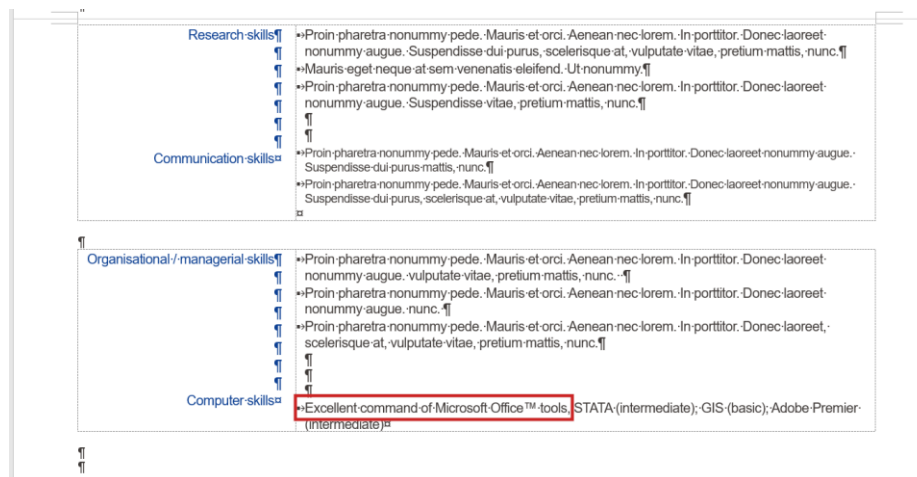 Research skills¶
▪→Proin pharetra nonummy pede. Mauris et orci. Aenean nec lorem. In porttitor. Donec laoreet
nonummy augue. Suspendisse dui purus, scelerisque at, vulputate vitae, pretium mattis, nunc.¶
▪→Mauris eget neque at sem venenatis eleifend. Ut nonummy.¶
▪→Proin pharetra nonummy pede. Mauris et orci. Aenean nec lorem. In porttitor. Donec laoreet
nonummy augue. Suspendisse vitae, pretium mattis, nunc.¶
¶
¶
Communication skills¤
▪→Proin pharetra nonummy pede. Mauris et orci. Aenean nec lorem. In porttitor. Donec laoreet nonummy augue.
Suspendisse dui purus mattis, nunc.¶
▪→Proin pharetra nonummy pede. Mauris et orci. Aenean nec lorem. In porttitor. Donec laoreet nonummy augue.
Suspendisse dui purus, scelerisque at, vulputate vitae, pretium mattis, nunc.¶
¤
¶
Organisational / managerial skills¶
▪→Proin pharetra nonummy pede. Mauris et orci. Aenean nec lorem. In porttitor. Donec laoreet
nonummy augue. vulputate vitae, pretium mattis, nunc. ¶
▪→Proin pharetra nonummy pede. Mauris et orci. Aenean nec lorem. In porttitor. Donec laoreet
nonummy augue. nunc. ¶
▪→Proin pharetra nonummy pede. Mauris et orci. Aenean nec lorem. In porttitor. Donec laoreet,
scelerisque at, vulputate vitae, pretium mattis, nunc.¶
¶
¶
¶
Computer skills¤
▪→Excellent command of Microsoft Office™ tools, STATA (intermediate); GIS (basic); Adobe Premier
(intermediate)¤
¶
¶